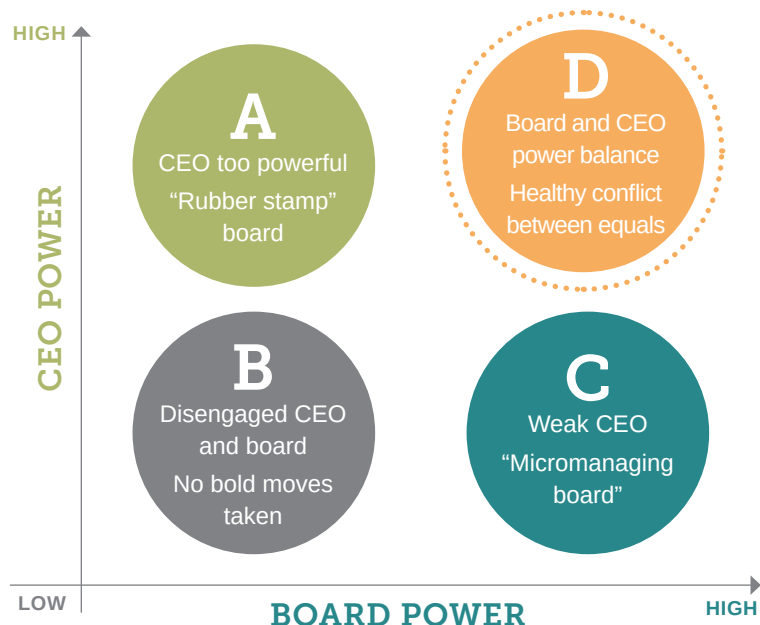 HIGH
CEO POWER
A
CEO too powerful
“Rubber stamp”
board
D
Board and CEO
power balance
Healthy conflict
between equals
B
Disengaged CEO
and board
No bold moves
taken
C
Weak CEO
“Micromanaging
board”
LOW
BOARD POWER
HIGH